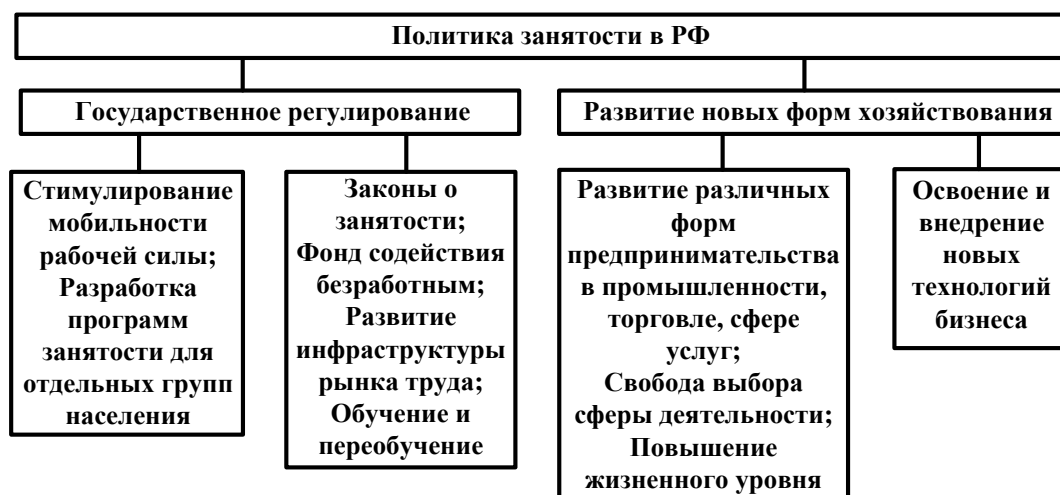 Политика занятости в РФ
Государственное регулирование
Развитие новых форм хозяйствования
Стимулирование
мобильности
рабочей силы;
Разработка
программ
занятости для
отдельных групп
населения
Законы о
занятости;
Фонд содействия
безработным;
Развитие
инфраструктуры
рынка труда;
Обучение и
переобучение
Развитие различных
форм
предпринимательства
в промышленности,
торговле, сфере
услуг;
Свобода выбора
сферы деятельности;
Повышение
жизненного уровня
Освоение и
внедрение
новых
технологий
бизнеса